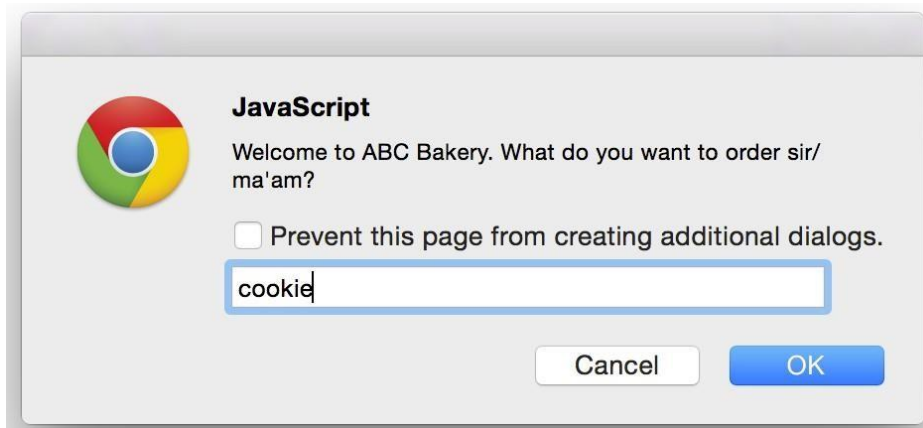 JavaScript
Welcome to ABC Bakery. What do you want to order sir/
ma'am?
Prevent this page from creating additional dialogs.
cookie
Cancel
OK